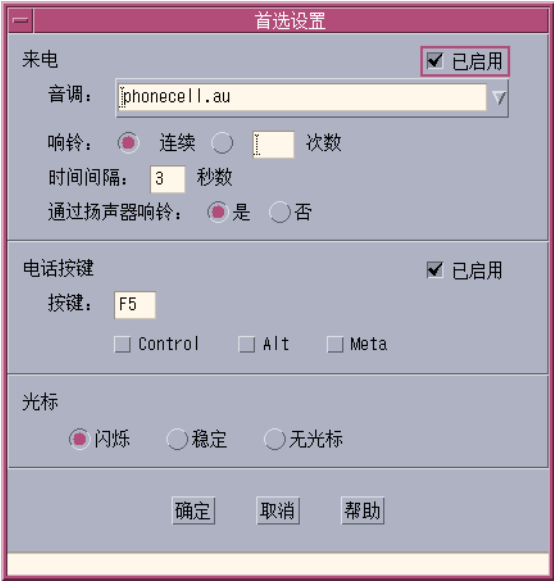 首选设置
来电 已启用
音调： phonecell.au
响铃： 连续 次数
时间间隔： 3 秒数
通过扬声器响铃： 是 否
电话按键 已启用
按键： F5
Control Alt Meta
光标
闪烁 稳定 无光标
确定 取消 帮助